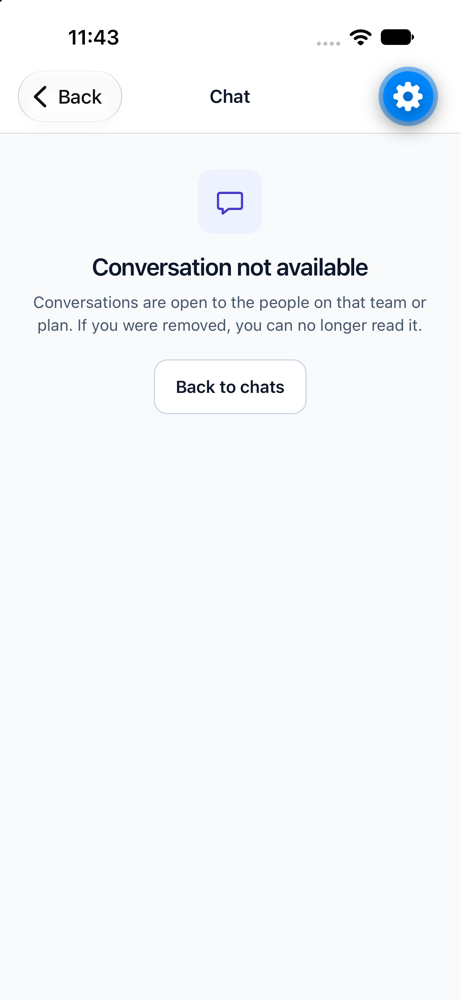 11:43
Back
Chat
Conversation not available
Conversations are open to the people on that team or
plan. If you were removed, you can no longer read it.
Back to chats